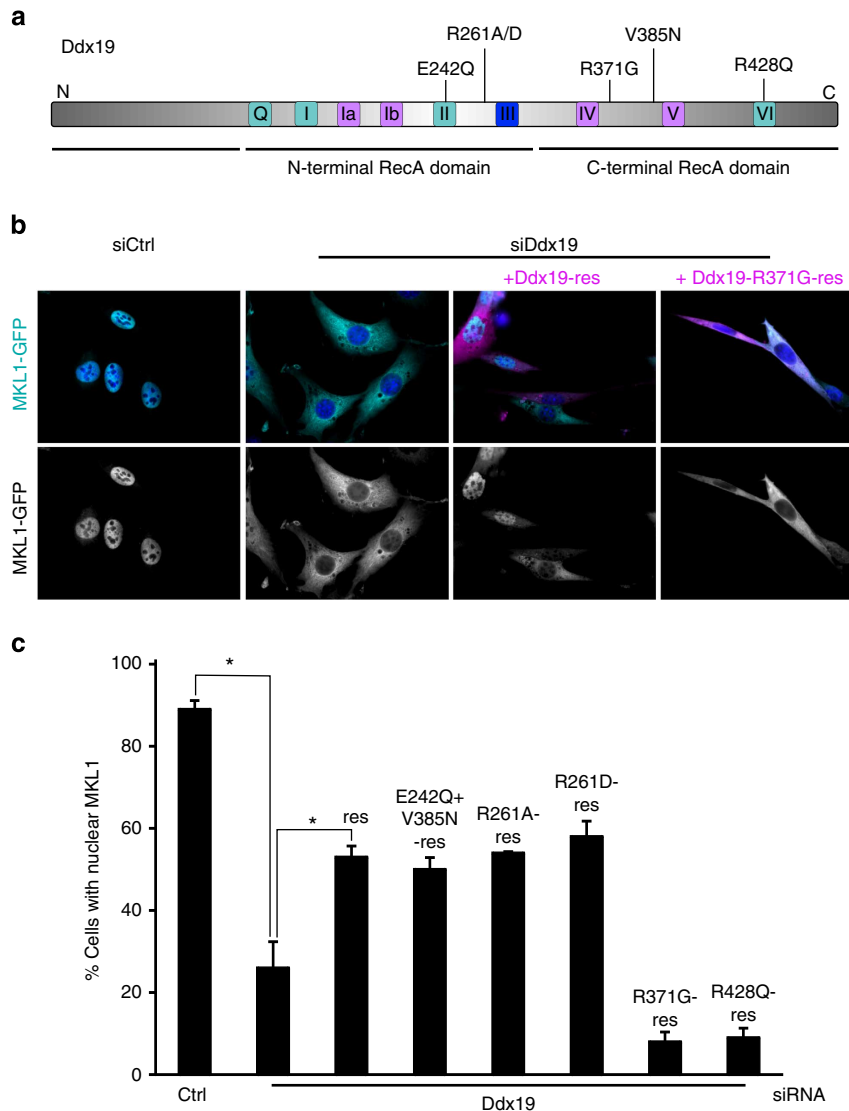 a
Ddx19
R261A/D
V385N
E242Q
R371G
R428Q
N
C
Q
I
Ia
Ib
II
III
IV
V
VI
N-terminal RecA domain
C-terminal RecA domain
b
siCtrl
siDdx19
+Ddx19-res
+ Ddx19-R371G-res
MKL1-GFP
MKL1-GFP
c
% Cells with nuclear MKL1
100
80
60
40
20
0
*
*
res
E242Q+
V385N
-res
R261A-
res
R261D-
res
R371G-
res
R428Q-
res
Ctrl
Ddx19
siRNA